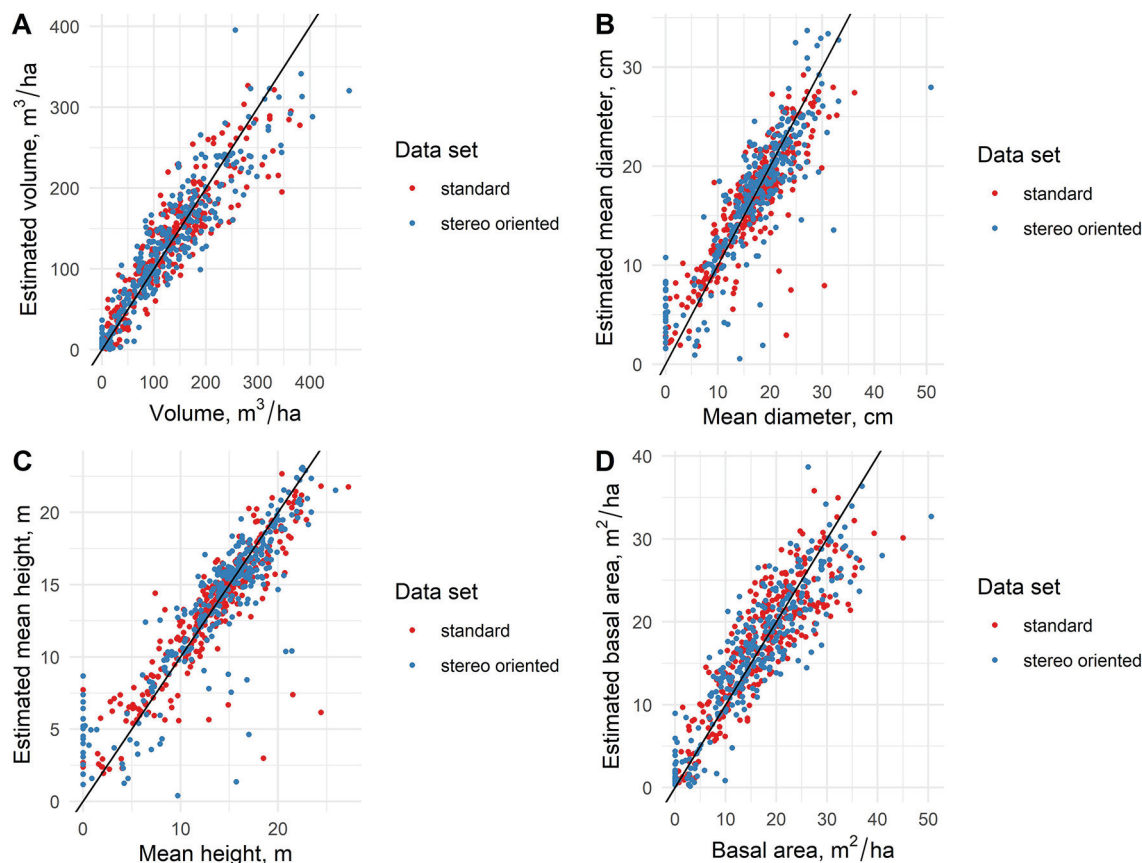 A
Estimated volume, m³/ha
400
300
200
100
0
0 100 200 300 400
Volume, m³/ha
Data set
standard
stereo oriented
B
Estimated mean diameter, cm
30
20
10
0
0 10 20 30 40 50
Mean diameter, cm
Data set
standard
stereo oriented
C
Estimated mean height, m
20
15
10
5
0
0 10 20
Mean height, m
Data set
standard
stereo oriented
D
Estimated basal area, m²/ha
40
30
20
10
0
0 10 20 30 40 50
Basal area, m²/ha
Data set
standard
stereo oriented